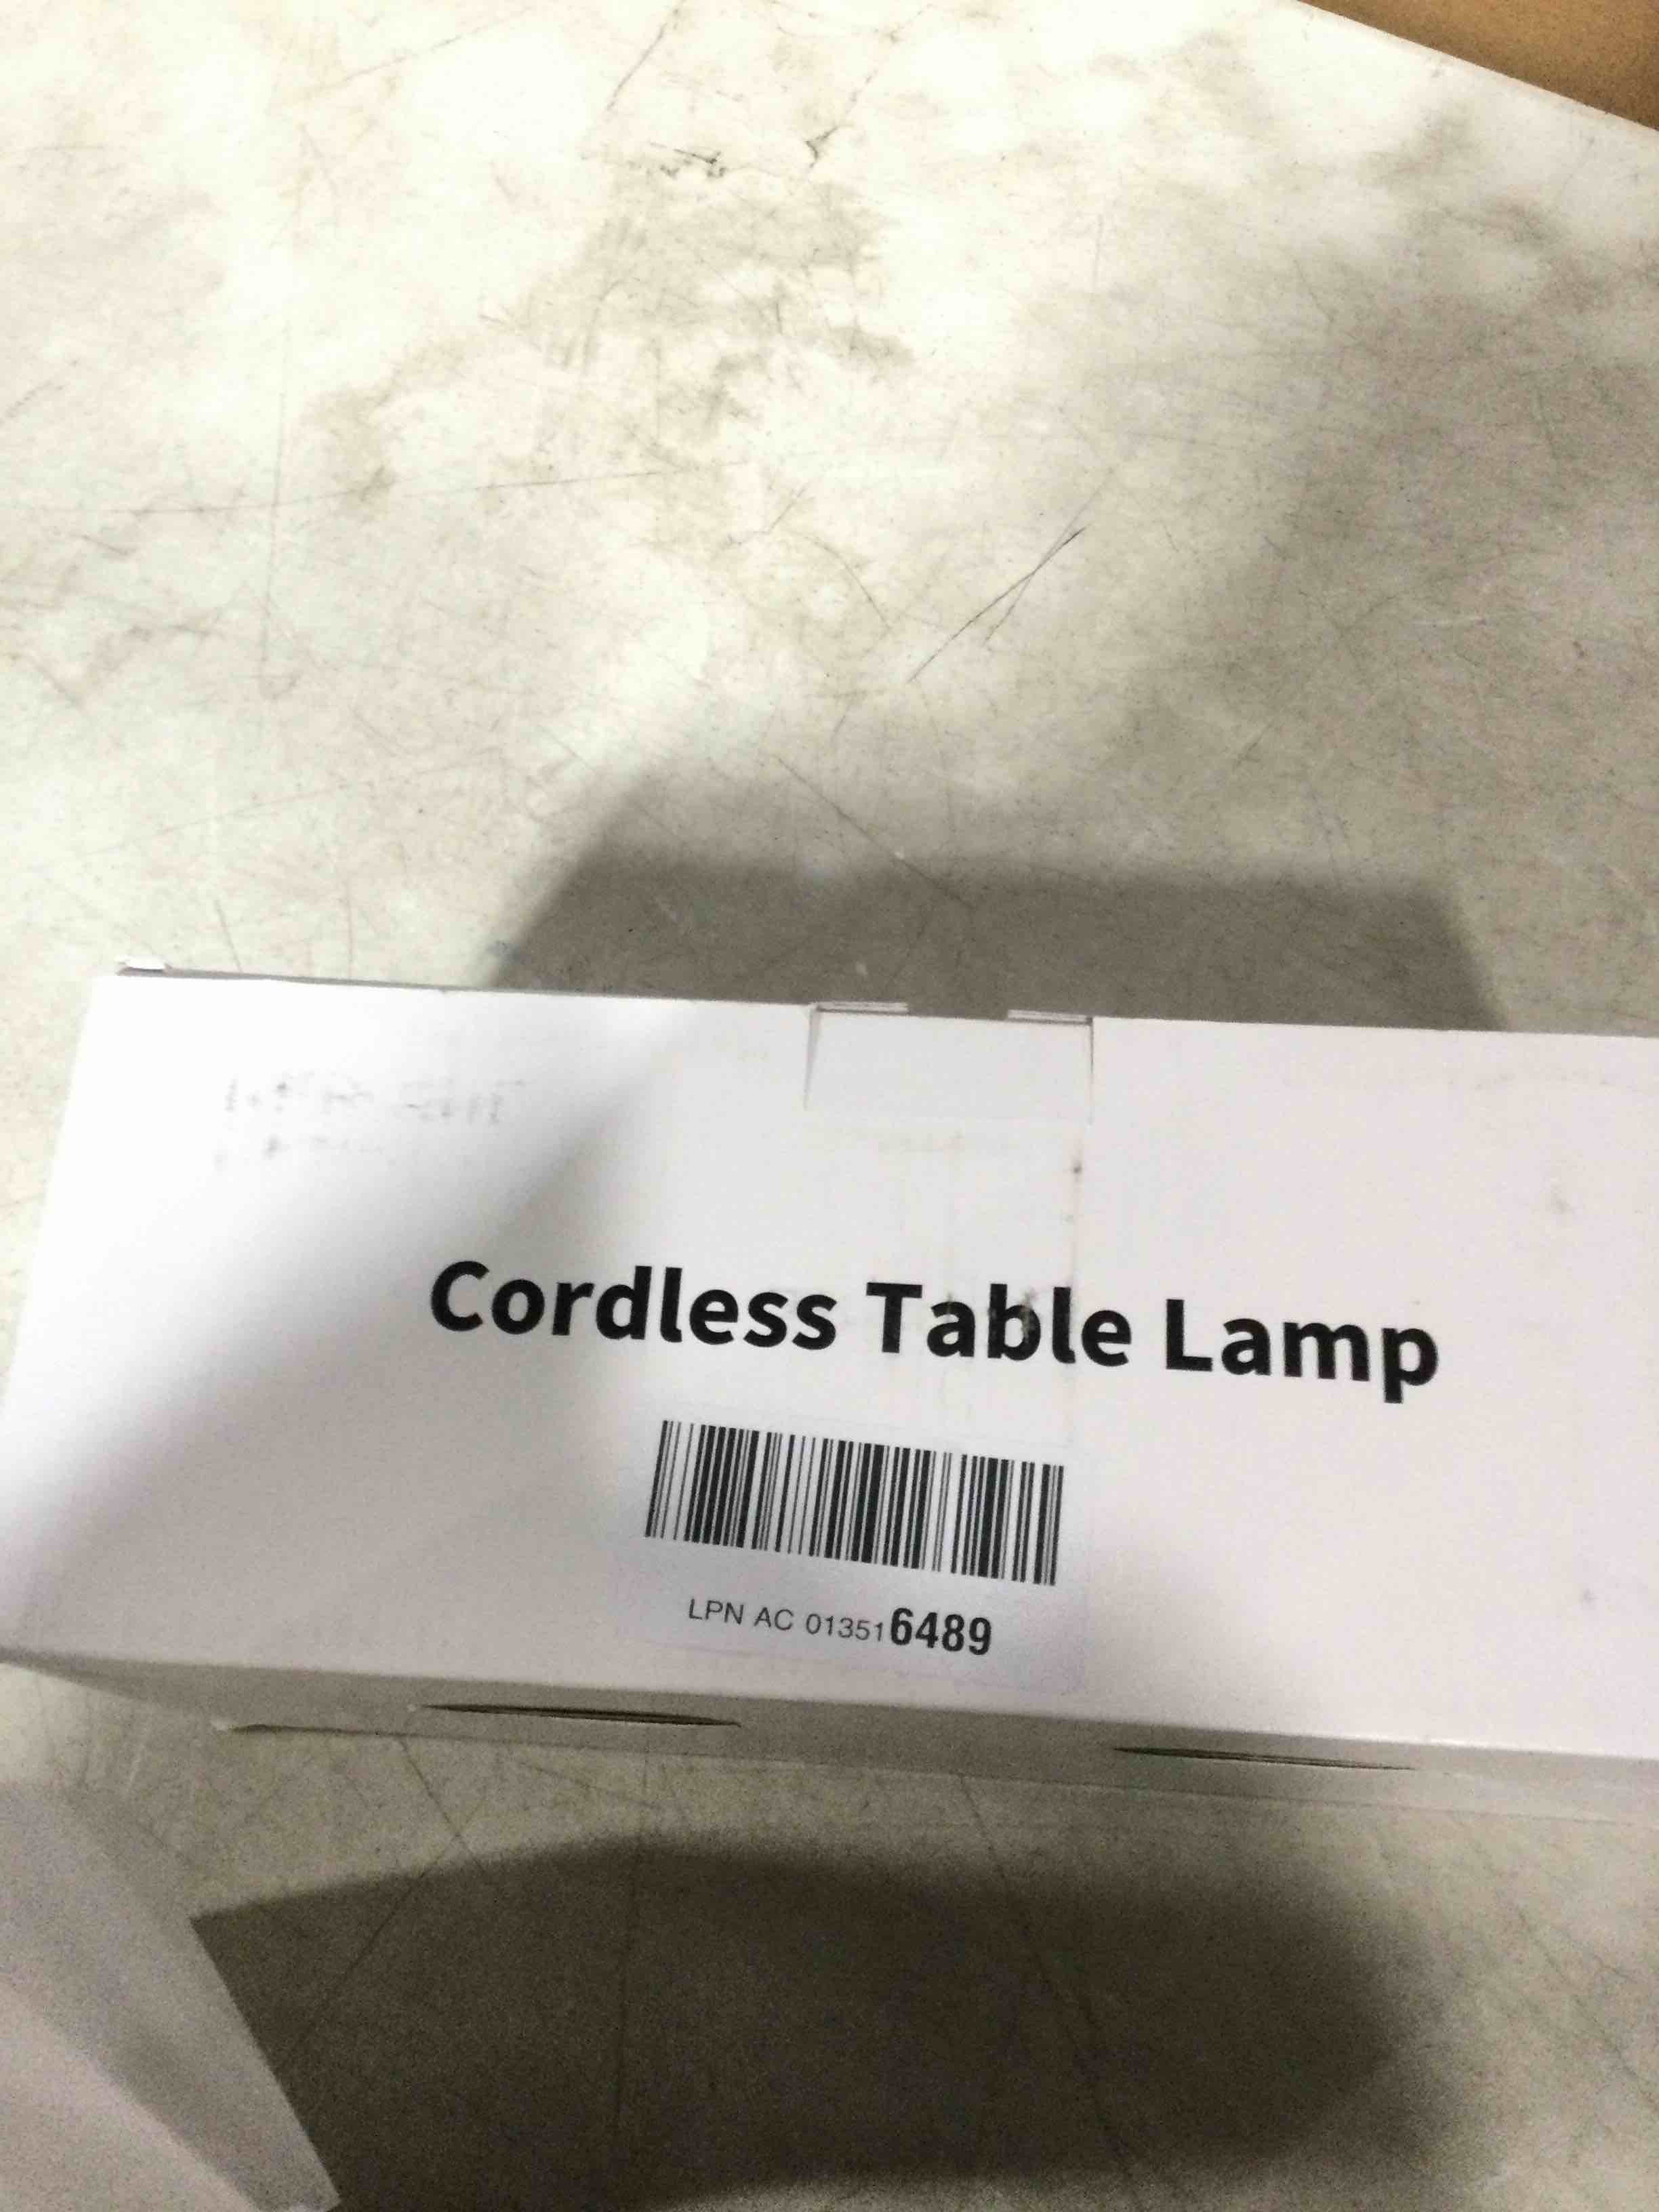 Cordless Table Lamp
LPN AC 013516489